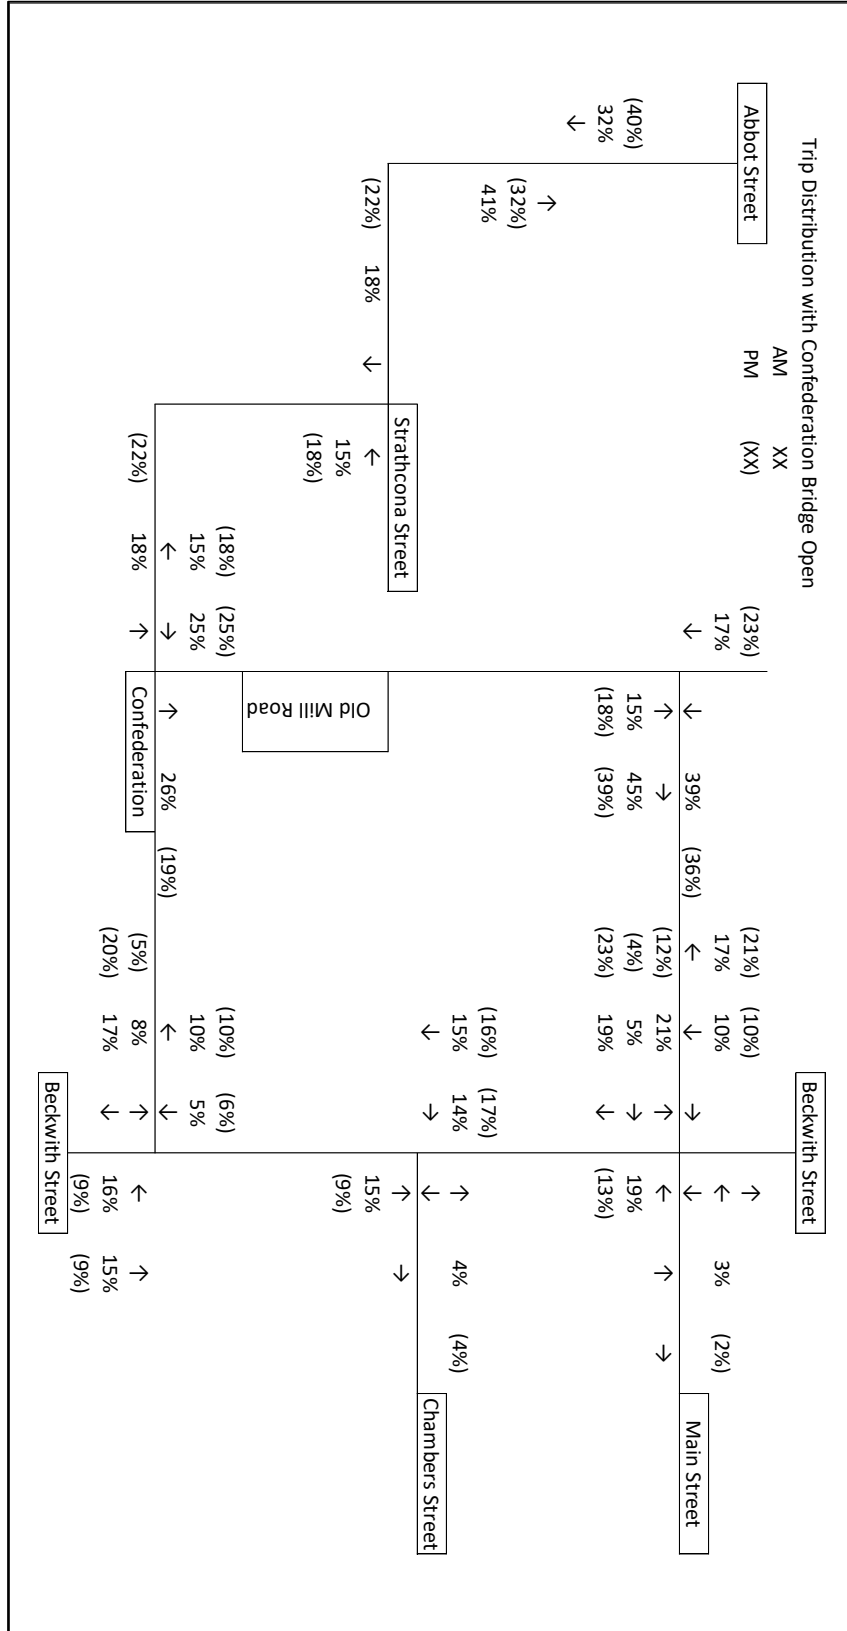 Trip Distribution with Confederation Bridge Open
Beckwith Street
AM XX
Abbot Street
PM (XX)
(23%) (21%) (10%)
17% 17% 10% 3% (2%)
39% (36%)
Main Street
(12%) 21%
(40%) 15% 45% (4%) 5% 19%
32% (18%) (39%) (23%) 19% (13%)
(32%)
41% (16%) (17%)
15% 14% 4% (4%)
Chambers Street
Strathcona Street
(22%) 18% 15%
15% (9%)
(18%)
Old Mill Road
(18%) (25%) (10%) (6%)
15% 25% 10% 5%
26% (19%)
(22%) 18%
Confederation
(5%) 8%
(20%) 17% 16% 15%
(9%) (9%)
Beckwith Street